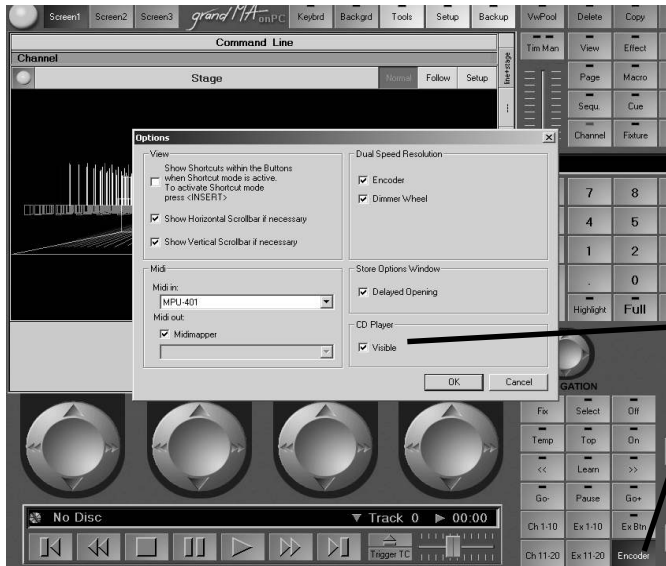 Screen1 Screen2 Screen3 grandMA onPC Keybrd Backgrd Tools Setup Backup VwPool Delete Copy
Command Line
Channel
Stage Normal Follow Setup
line+stage
Tim Man View Effect
Page Macro
Sequ. Cue
Channel Fixture
Options
View
Show Shortcuts within the Buttons
when Shortcut mode is active.
To activate Shortcut mode
press <INSERT>
Show Horizontal Scrollbar if necessary
Show Vertical Scrollbar if necessary
Dual Speed Resolution
Encoder
Dimmer Wheel
Midi
Midi in:
MPU-401
Midi out:
Midimapper
Store Options Window
Delayed Opening
CD Player
Visible
OK Cancel
7 8
4 5
1 2
. 0
Highlight Full
GATION
Fix Select Off
Temp Top On
<< Learn >>
Go- Pause Go+
Ch 1-10 Ex 1-10 Ex Btn
Ch 11-20 Ex 11-20 Encoder
No Disc Track 0 00:00
Trigger TC